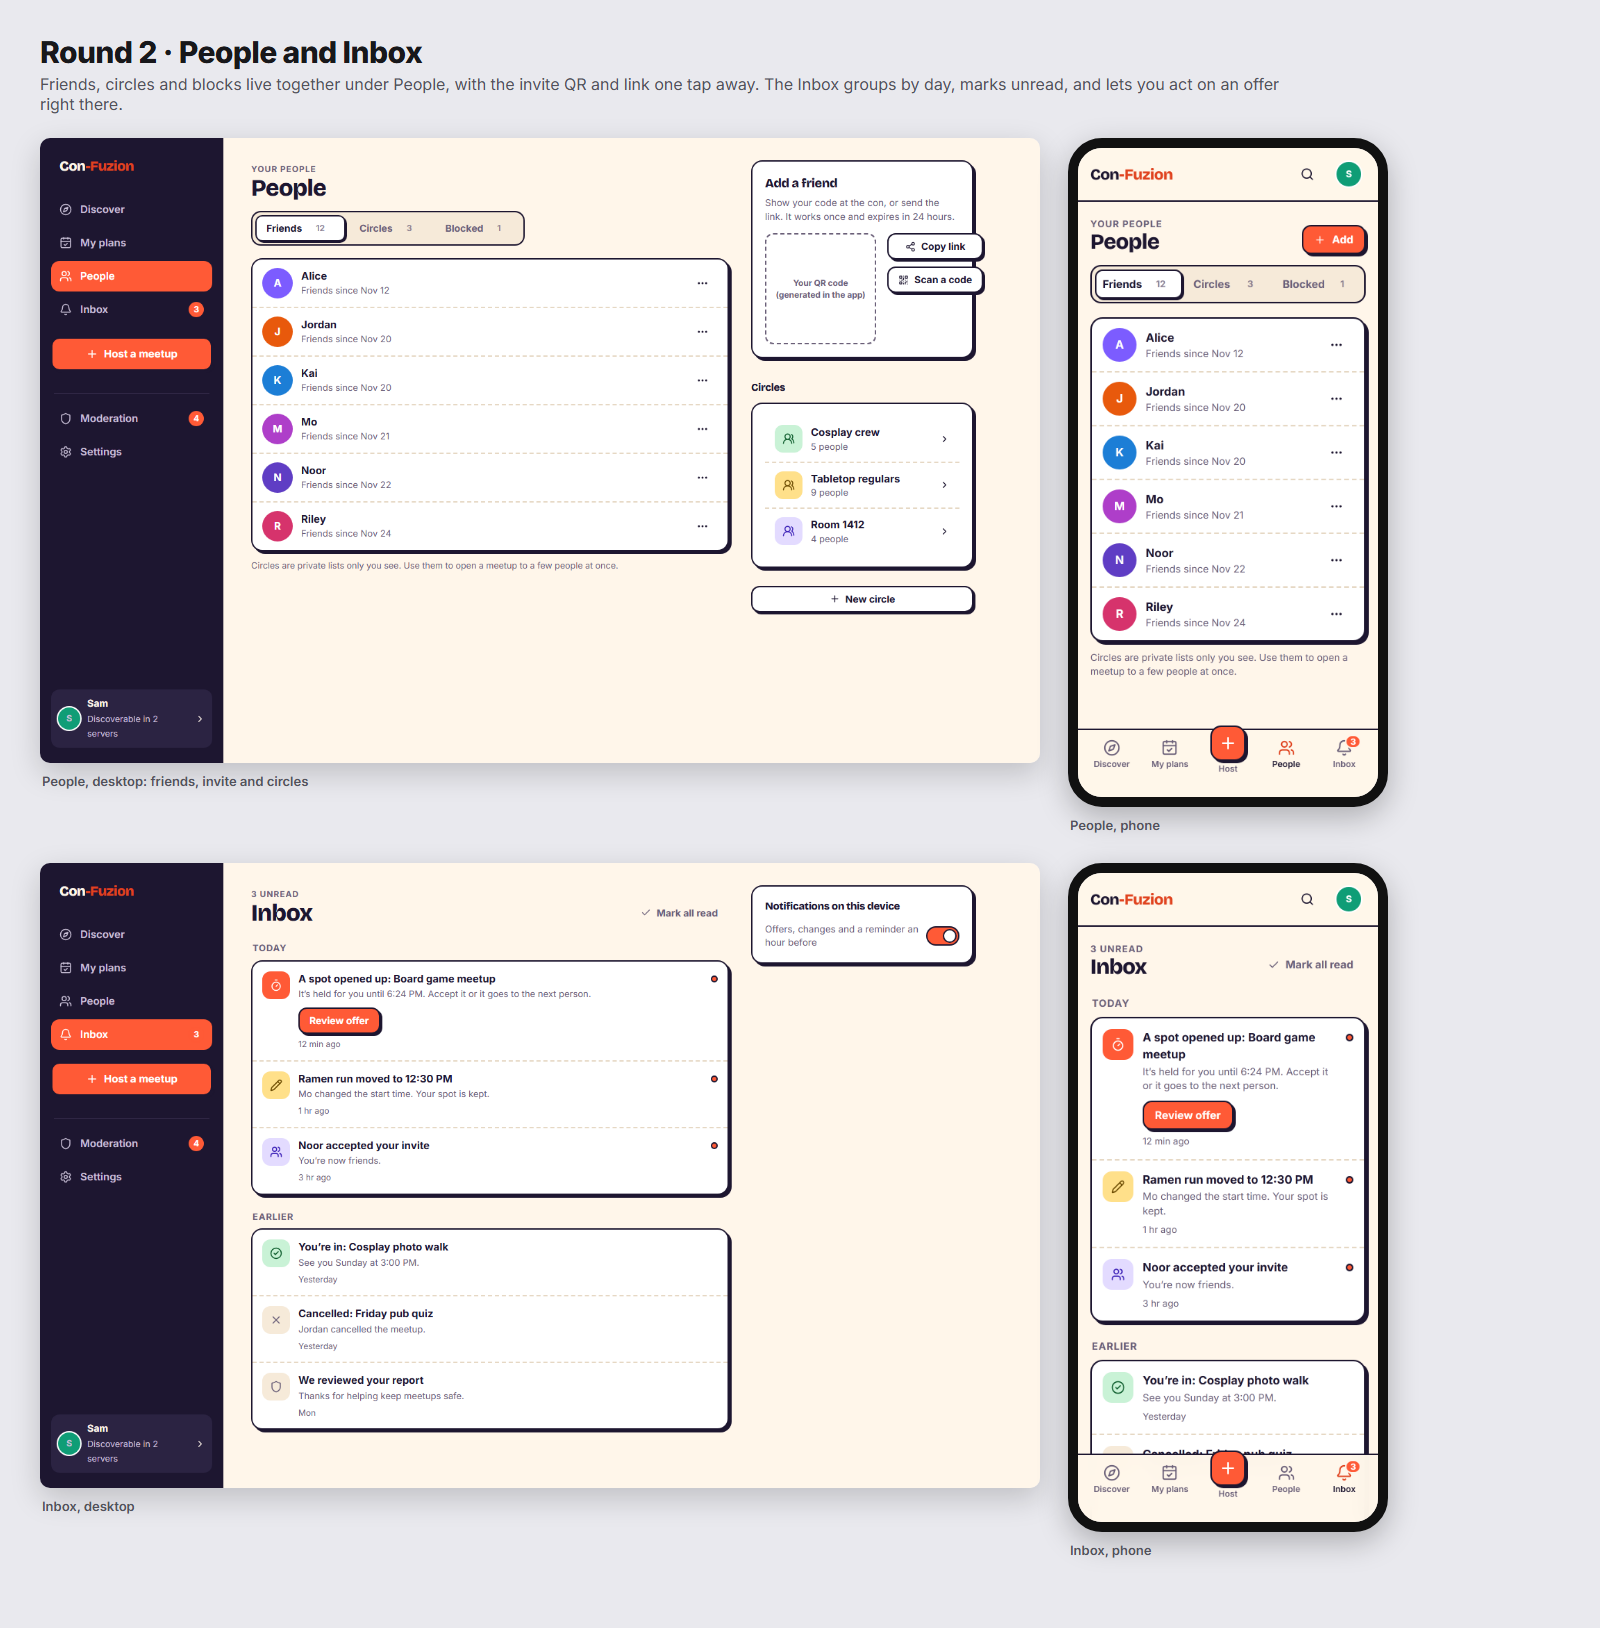 Round 2 · People and Inbox
Friends, circles and blocks live together under People, with the invite QR and link one tap away. The Inbox groups by day, marks unread, and lets you act on an offer
right there.
Con-Fuzion
Discover
My plans
People
Inbox 3
+ Host a meetup
Moderation 4
Settings
S
Sam
Discoverable in 2
servers
YOUR PEOPLE
People
Friends 12 Circles 3 Blocked 1
A
Alice
Friends since Nov 12
J
Jordan
Friends since Nov 20
K
Kai
Friends since Nov 20
M
Mo
Friends since Nov 21
N
Noor
Friends since Nov 22
R
Riley
Friends since Nov 24
Circles are private lists only you see. Use them to open a meetup to a few people at once.
Add a friend
Show your code at the con, or send the
link. It works once and expires in 24 hours.
Your QR code
(generated in the app)
Copy link
Scan a code
Circles
Cosplay crew
5 people
Tabletop regulars
9 people
Room 1412
4 people
+ New circle
People, desktop: friends, invite and circles
Con-Fuzion
S
YOUR PEOPLE
People
+ Add
Friends 12 Circles 3 Blocked 1
A
Alice
Friends since Nov 12
J
Jordan
Friends since Nov 20
K
Kai
Friends since Nov 20
M
Mo
Friends since Nov 21
N
Noor
Friends since Nov 22
R
Riley
Friends since Nov 24
Circles are private lists only you see. Use them to open a
meetup to a few people at once.
Discover My plans Host People Inbox 3
People, phone
Con-Fuzion
Discover
My plans
People
Inbox 3
+ Host a meetup
Moderation 4
Settings
S
Sam
Discoverable in 2
servers
3 UNREAD
Inbox
Mark all read
TODAY
A spot opened up: Board game meetup
It's held for you until 6:24 PM. Accept it or it goes to the next person.
Review offer
12 min ago
Ramen run moved to 12:30 PM
Mo changed the start time. Your spot is kept.
1 hr ago
Noor accepted your invite
You're now friends.
3 hr ago
EARLIER
You're in: Cosplay photo walk
See you Sunday at 3:00 PM.
Yesterday
Cancelled: Friday pub quiz
Jordan cancelled the meetup.
Yesterday
We reviewed your report
Thanks for helping keep meetups safe.
Mon
Notifications on this device
Offers, changes and a reminder an
hour before
Inbox, desktop
Con-Fuzion
S
3 UNREAD
Inbox
Mark all read
TODAY
A spot opened up: Board game
meetup
It's held for you until 6:24 PM. Accept it
or it goes to the next person.
Review offer
12 min ago
Ramen run moved to 12:30 PM
Mo changed the start time. Your spot is
kept.
1 hr ago
Noor accepted your invite
You're now friends.
3 hr ago
EARLIER
You're in: Cosplay photo walk
See you Sunday at 3:00 PM.
Yesterday
Cancelled: Friday pub quiz
Discover My plans Host People Inbox 3
Inbox, phone